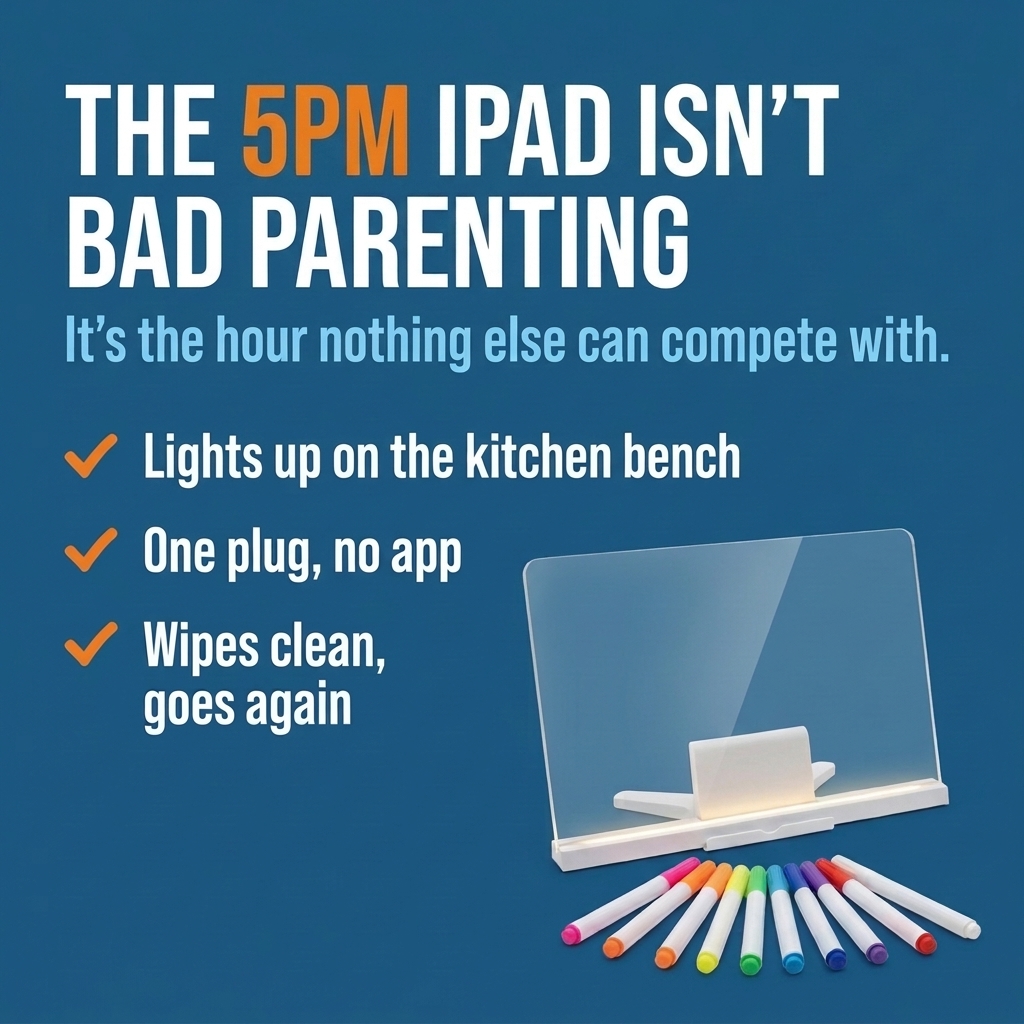 THE 5PM IPAD ISN'T
BAD PARENTING
It's the hour nothing else can compete with.
Lights up on the kitchen bench
One plug, no app
Wipes clean,
goes again